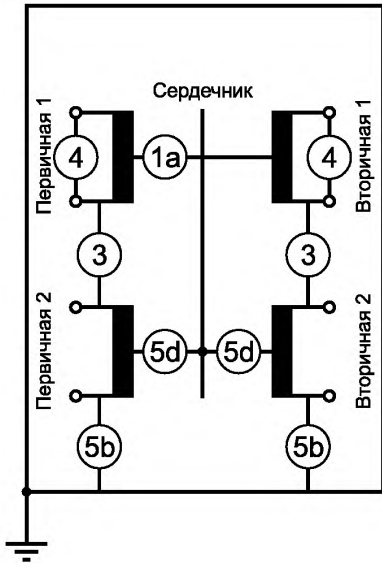 Сердечник
Первичная 1
4
1a
4
Вторичная 1
3
3
Первичная 2
5d
5d
Вторичная 2
5b
5b